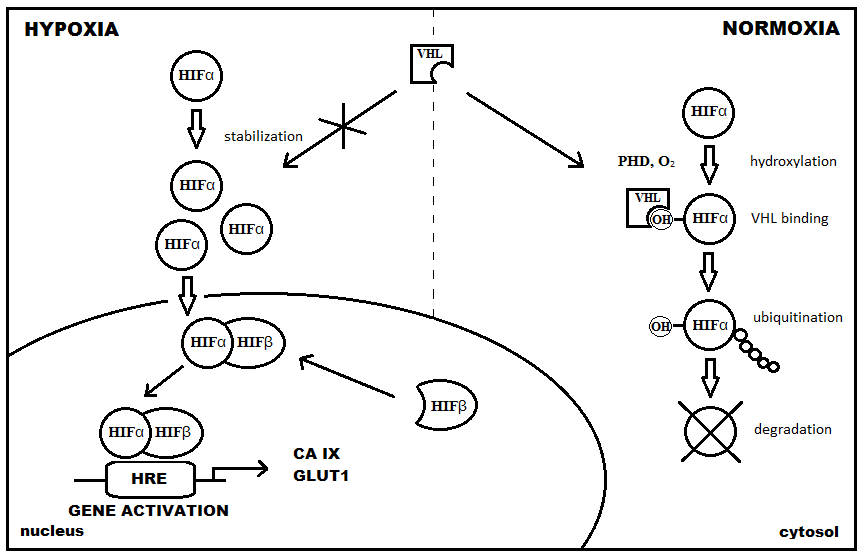 HYPOXIA
NORMOXIA
VHL
HIFα
stabilization
HIFα
HIFα
HIFα
HIFα HIFβ
HIFβ
HIFα HIFβ
HRE
CA IX
GLUT1
GENE ACTIVATION
nucleus
HIFα
PHD, O₂
hydroxylation
VHL
OH
HIFα
VHL binding
OH
HIFα
ubiquitination
degradation
cytosol